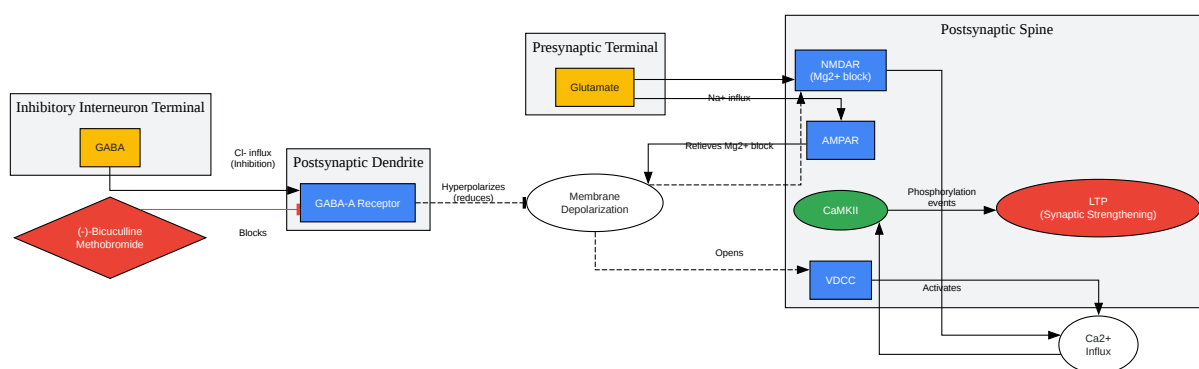 Postsynaptic Spine
Presynaptic Terminal
NMDAR
(Mg2+ block)
Glutamate
Na+ influx
Inhibitory Interneuron Terminal
GABA
AMPAR
Relieves Mg2+ block
Cl- influx
(Inhibition)
Postsynaptic Dendrite
GABA-A Receptor
Hyperpolarizes
(reduces)
Membrane
Depolarization
CaMKII
Phosphorylation
events
LTP
(Synaptic Strengthening)
(-)-Bicuculline
Methobromide
Blocks
Opens
VDCC
Activates
Ca2+
Influx